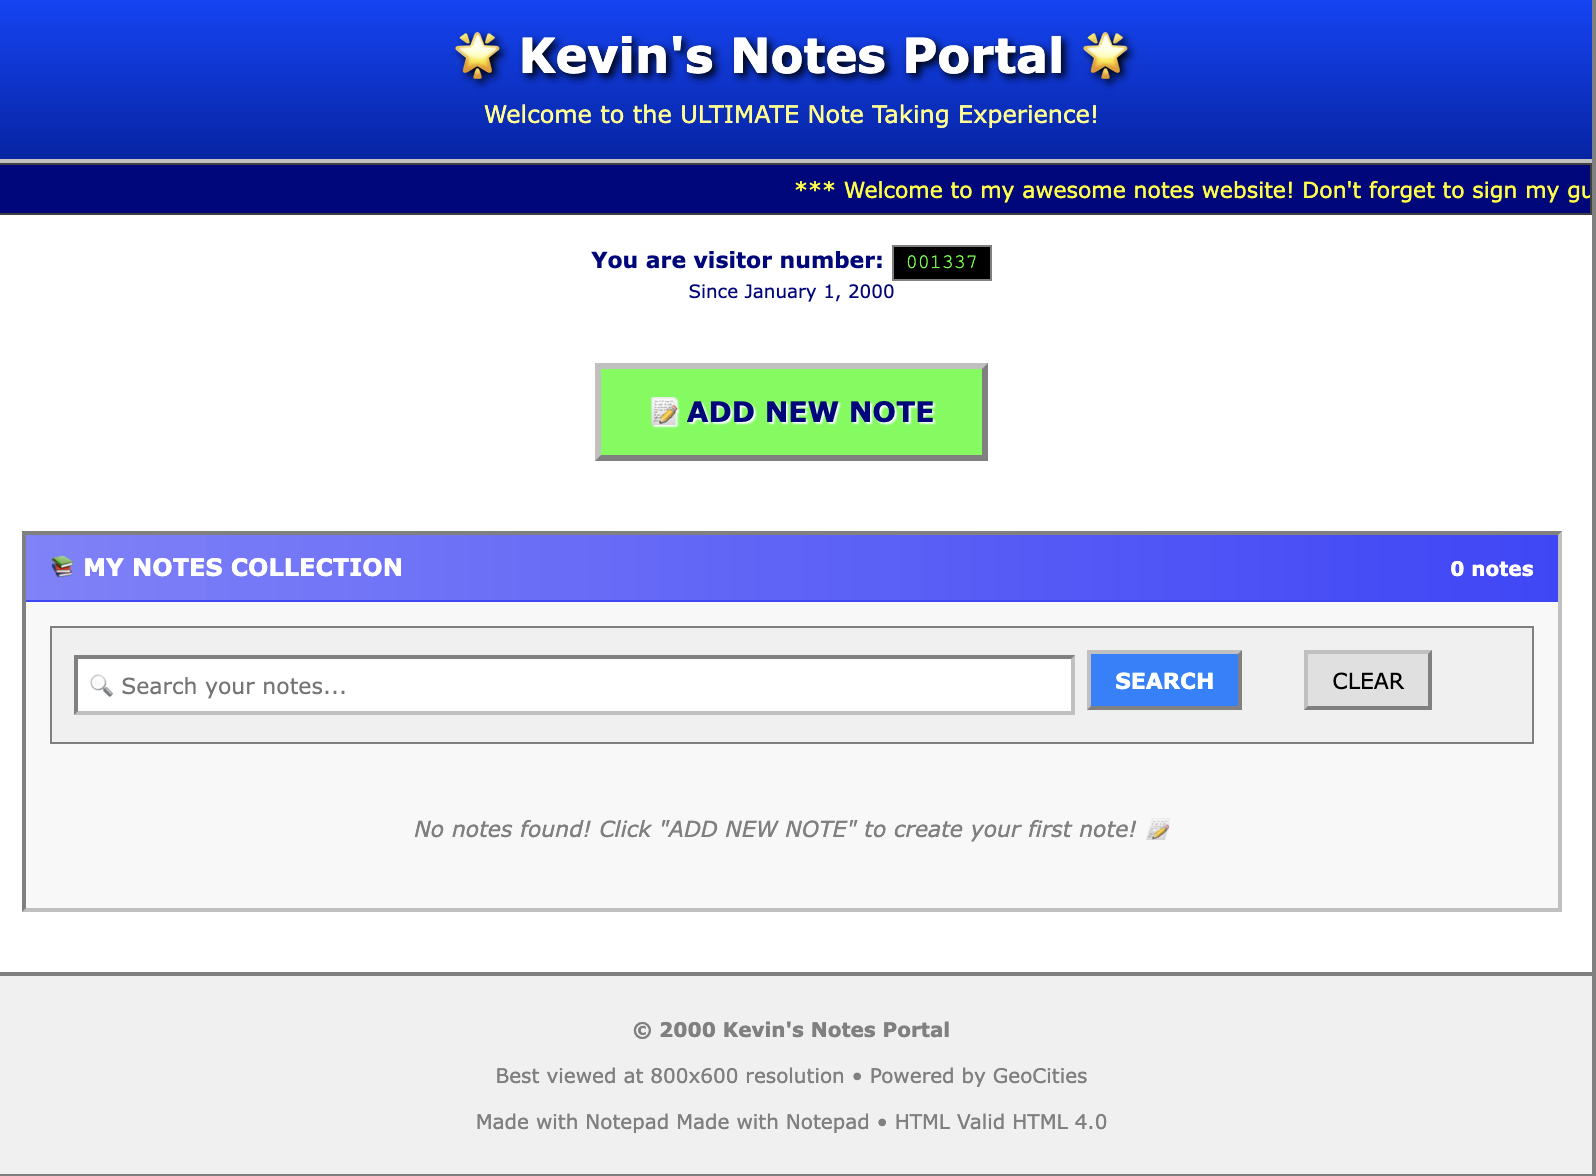 🌟 Kevin's Notes Portal 🌟
Welcome to the ULTIMATE Note Taking Experience!
*** Welcome to my awesome notes website! Don't forget to sign my gu
You are visitor number: 001337
Since January 1, 2000
📝 ADD NEW NOTE
📚 MY NOTES COLLECTION 0 notes
🔍 Search your notes... SEARCH CLEAR
No notes found! Click "ADD NEW NOTE" to create your first note! 📝
© 2000 Kevin's Notes Portal
Best viewed at 800x600 resolution • Powered by GeoCities
Made with Notepad Made with Notepad • HTML Valid HTML 4.0